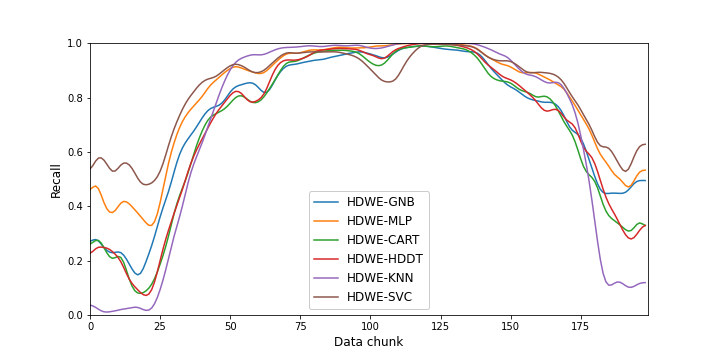 1.0
0.8
0.6
0.4
0.2
0.0
Recall
0
25
50
75
100
125
150
175
Data chunk
HDWE-GNB
HDWE-MLP
HDWE-CART
HDWE-HDDT
HDWE-KNN
HDWE-SVC